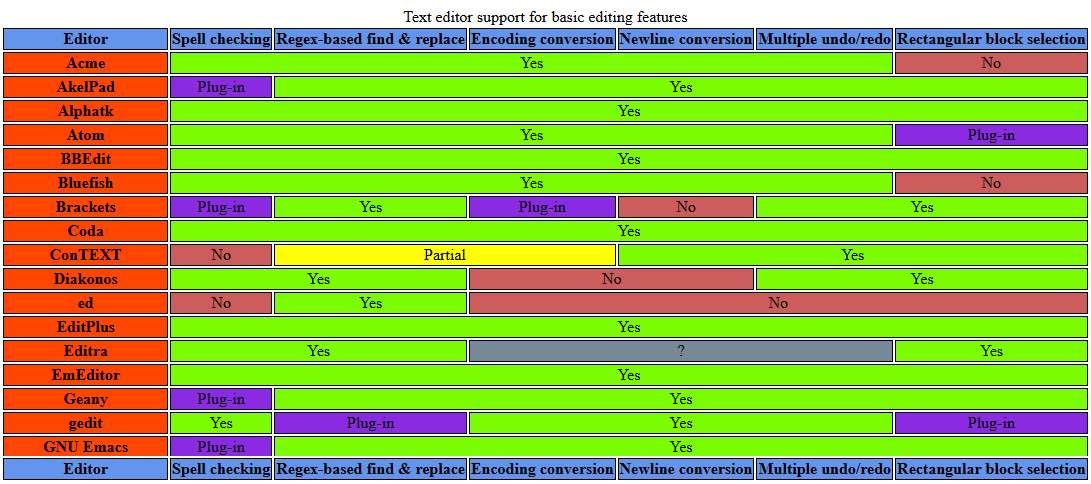 Text editor support for basic editing features
Editor Spell checking Regex-based find & replace Encoding conversion Newline conversion Multiple undo/redo Rectangular block selection
Acme Yes No
AkelPad Plug-in Yes
Alphatk Yes
Atom Yes Plug-in
BBEdit Yes
Bluefish Yes No
Brackets Plug-in Yes Plug-in No Yes
Coda Yes
ConTEXT No Partial Yes
Diakonos Yes No Yes
ed No Yes No
EditPlus Yes
Editra Yes ? Yes
EmEditor Yes
Geany Plug-in Yes
gedit Yes Plug-in Yes Plug-in
GNU Emacs Plug-in Yes
Editor Spell checking Regex-based find & replace Encoding conversion Newline conversion Multiple undo/redo Rectangular block selection